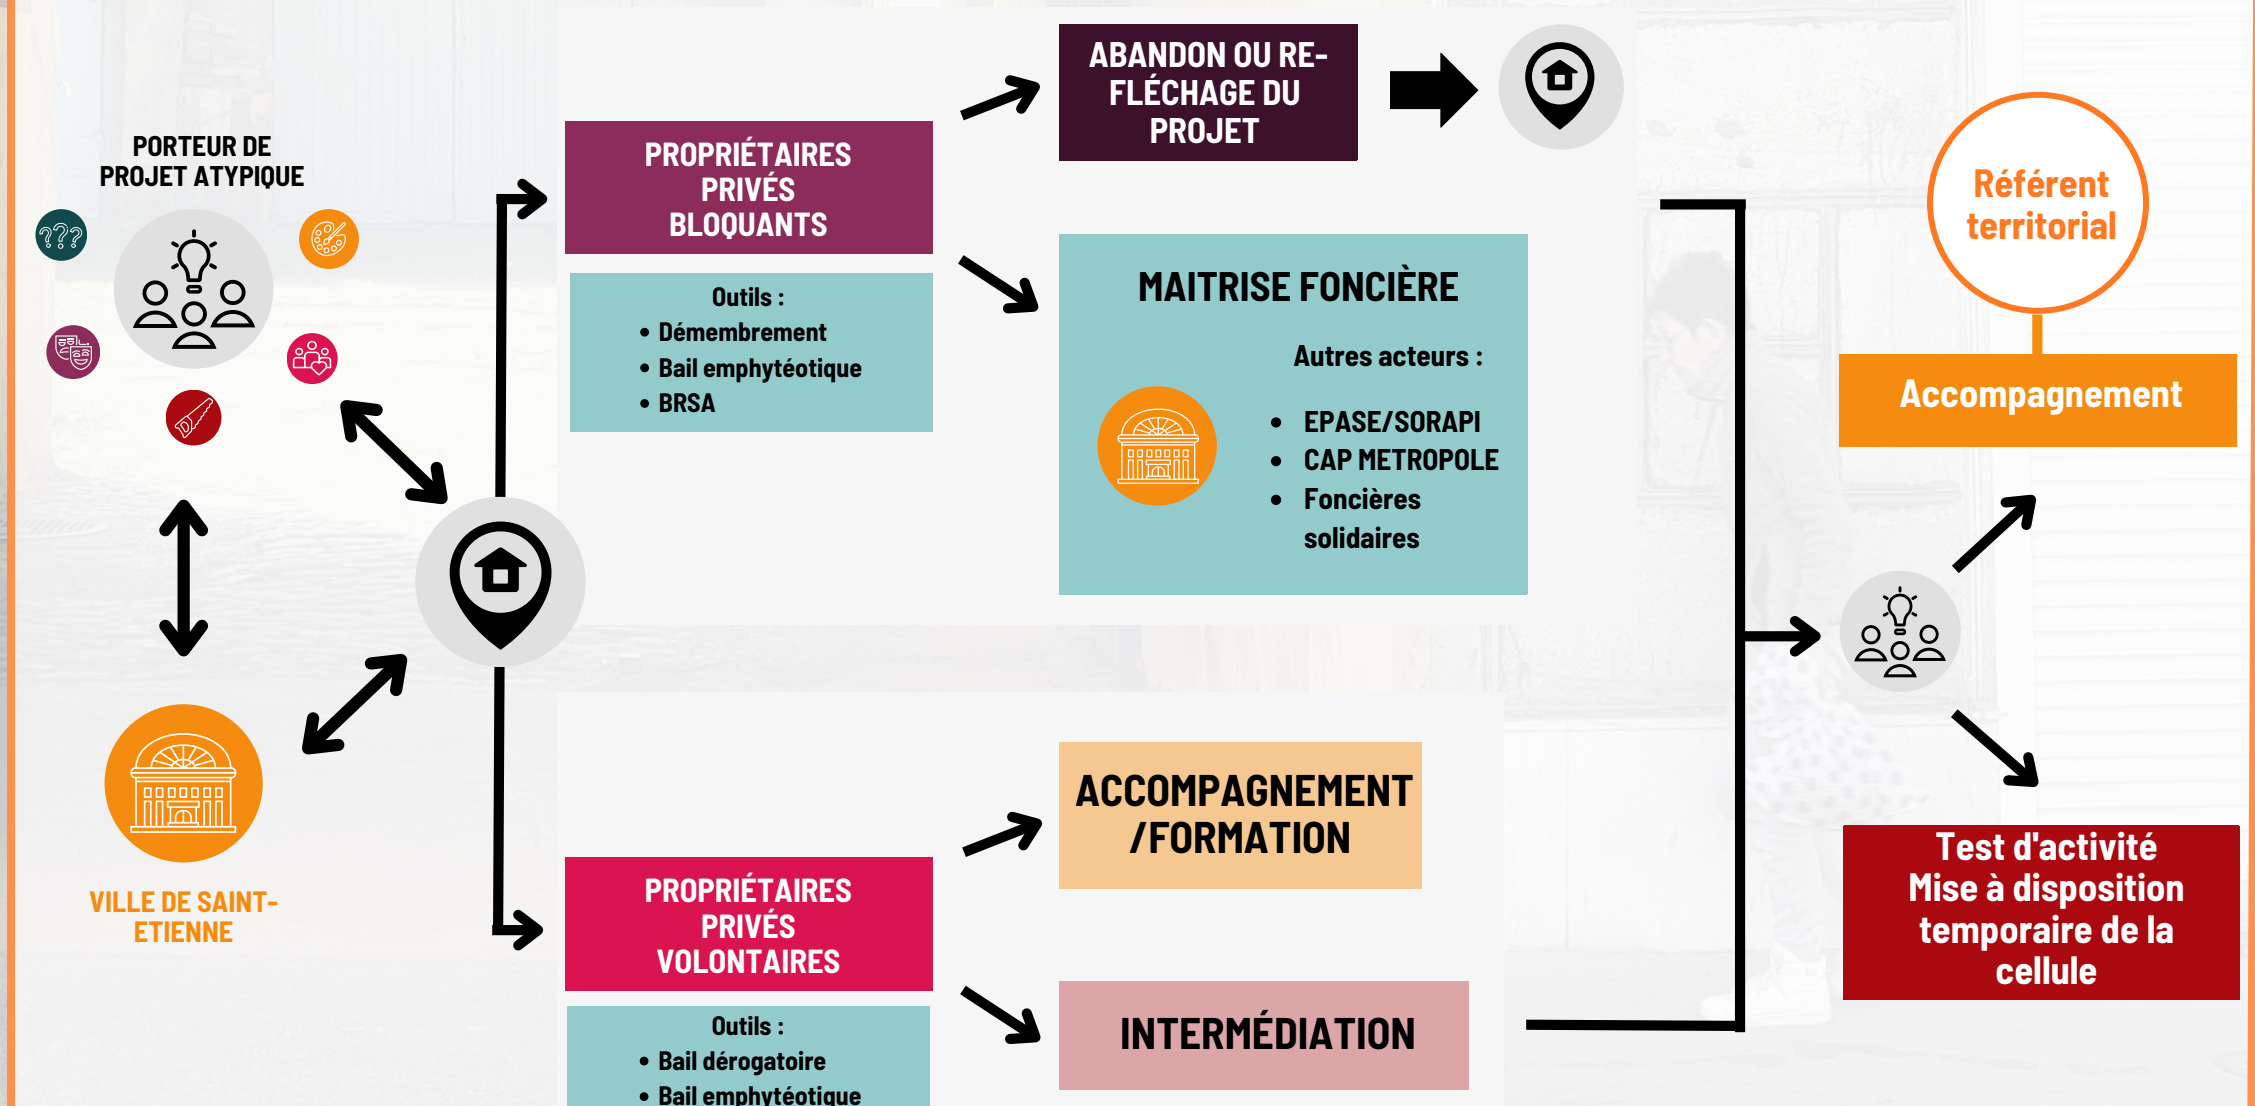 PORTEUR DE
PROJET ATYPIQUE
???
VILLE DE SAINT-
ETIENNE
PROPRIÉTAIRES
PRIVÉS
BLOQUANTS
Outils :
• Démembrement
• Bail emphytéotique
• BRSA
ABANDON OU RE-
FLÉCHAGE DU
PROJET
MAITRISE FONCIÈRE
Autres acteurs :
• EPASE/SORAPI
• CAP METROPOLE
• Foncières
solidaires
PROPRIÉTAIRES
PRIVÉS
VOLONTAIRES
Outils :
• Bail dérogatoire
• Bail emphytéotique
ACCOMPAGNEMENT
/FORMATION
INTERMÉDIATION
Référent
territorial
Accompagnement
Test d'activité
Mise à disposition
temporaire de la
cellule